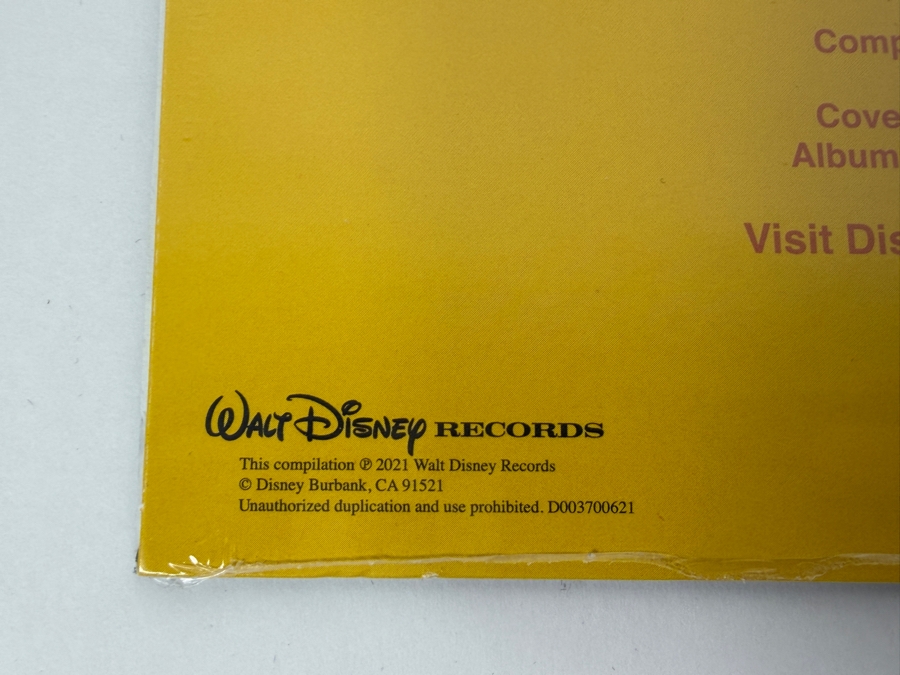 Comp
Cove
Album
Visit Dis
WALT DISNEY RECORDS
This compilation ℗ 2021 Walt Disney Records
© Disney Burbank, CA 91521
Unauthorized duplication and use prohibited. D003700621